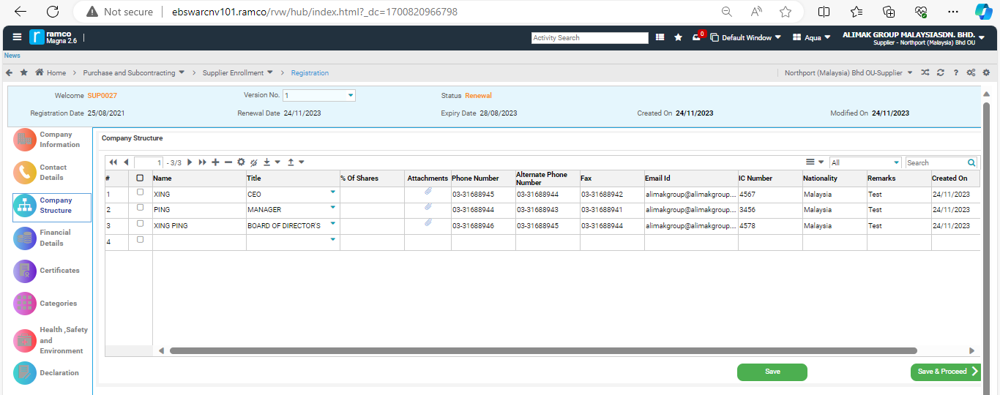 Not secure ebswarcnv101.ramco/rvw/hub/index.html?_dc=1700820966798
ramco
Magna 2.6
Activity Search
0
Default Window
Aqua
ALIMAK GROUP MALAYSIASDN. BHD.
Supplier - Northport (Malaysia) Bhd OU
News
Home > Purchase and Subcontracting > Supplier Enrollment > Registration
Northport (Malaysia) Bhd OU-Supplier
Welcome SUP0027 Version No. 1 Status Renewal
Registration Date 25/08/2021 Renewal Date 24/11/2023 Expiry Date 28/08/2023 Created On 24/11/2023 Modified On 24/11/2023
Company
Information
Contact
Details
Company
Structure
Financial
Details
Certificates
Categories
Health ,Safety
and
Environment
Declaration
Company Structure
1 - 3/3 All Search
# Name Title % Of Shares Attachments Phone Number Alternate Phone Number Fax Email Id IC Number Nationality Remarks Created On
1 XING CEO 03-31688945 03-31688944 03-31688942 alimakgroup@alimakgroup.... 4567 Malaysia Test 24/11/2023
2 PING MANAGER 03-31688944 03-31688943 03-31688941 alimakgroup@alimakgroup.... 3456 Malaysia Test 24/11/2023
3 XING PING BOARD OF DIRECTOR'S 03-31688946 03-31688945 03-31688944 alimakgroup@alimakgroup.... 4578 Malaysia Test 24/11/2023
4
Save Save & Proceed